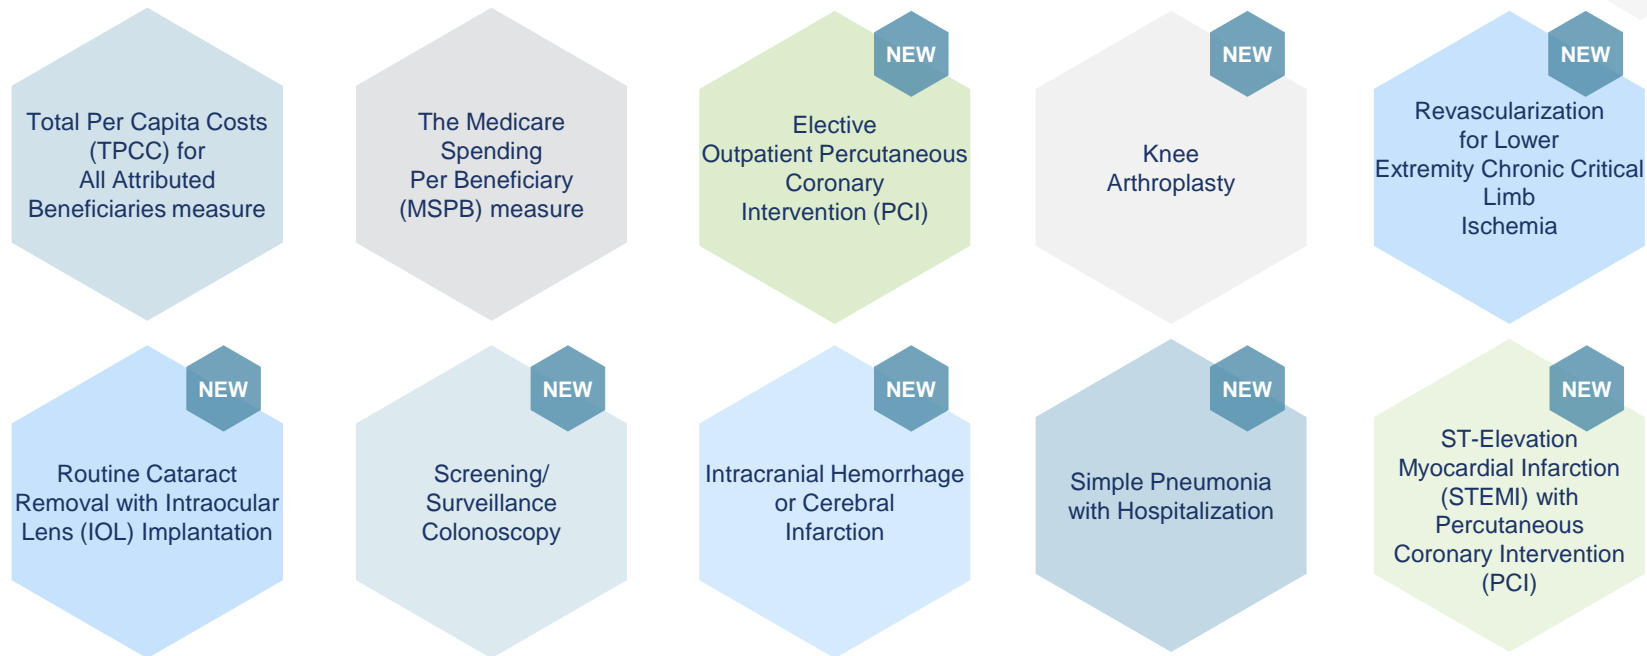 Total Per Capita Costs
(TPCC) for
All Attributed
Beneficiaries measure
The Medicare
Spending
Per Beneficiary
(MSPB) measure
NEW
Elective
Outpatient Percutaneous
Coronary
Intervention (PCI)
NEW
Knee
Arthroplasty
NEW
Revascularization
for Lower
Extremity Chronic Critical
Limb
Ischemia
NEW
Routine Cataract
Removal with Intraocular
Lens (IOL) Implantation
NEW
Screening/
Surveillance
Colonoscopy
NEW
Intracranial Hemorrhage
or Cerebral
Infarction
NEW
Simple Pneumonia
with Hospitalization
NEW
ST-Elevation
Myocardial Infarction
(STEMI) with
Percutaneous
Coronary Intervention
(PCI)